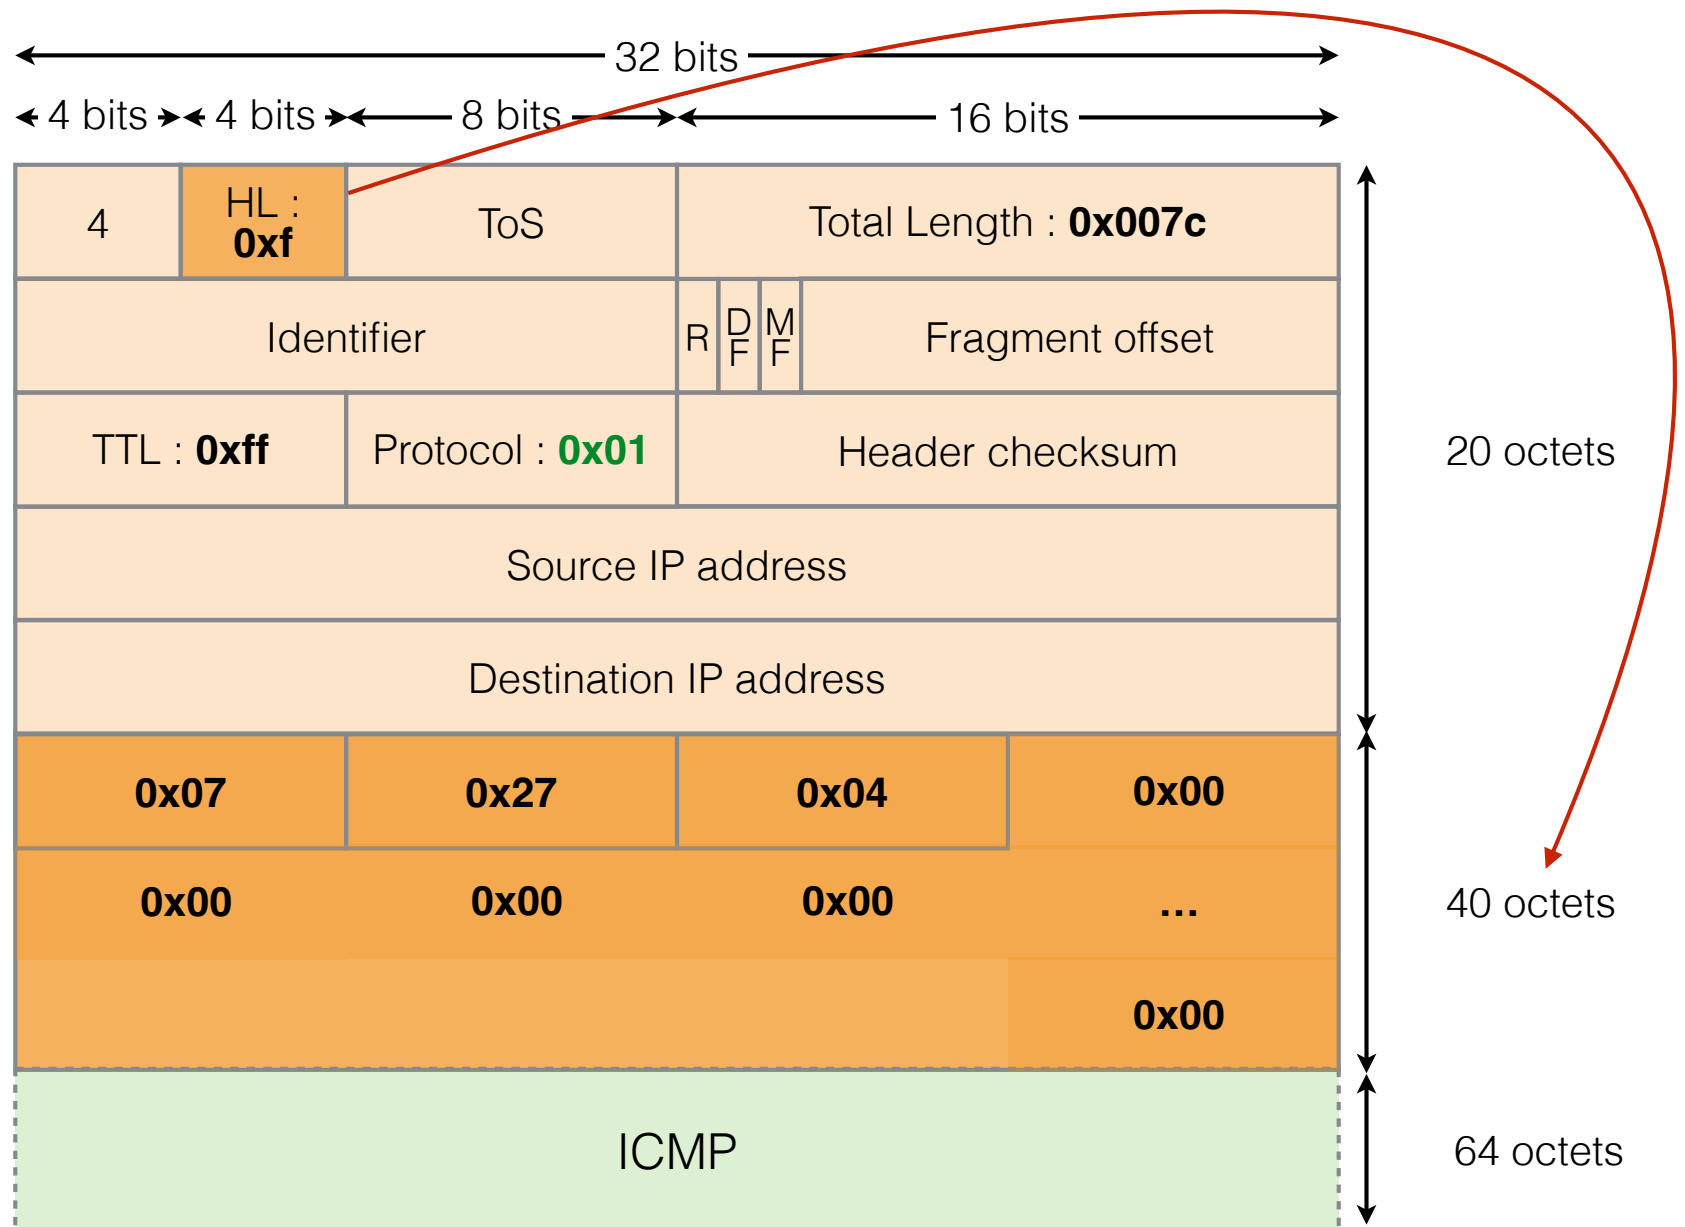 32 bits
4 bits 4 bits 8 bits 16 bits
4 HL : 0xf ToS Total Length : 0x007c
Identifier R DF MF Fragment offset
TTL : 0xff Protocol : 0x01 Header checksum
20 octets
Source IP address
Destination IP address
0x07 0x27 0x04 0x00
0x00 0x00 0x00 ...
40 octets
0x00
ICMP
64 octets